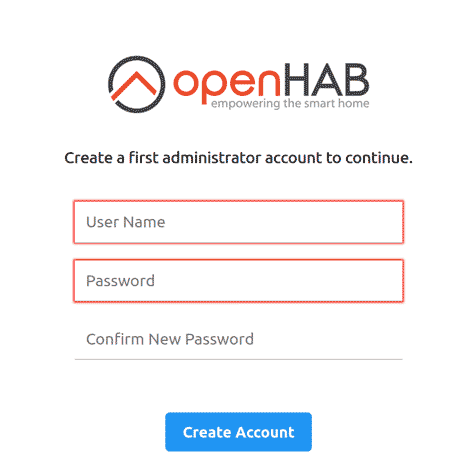 openHAB
empowering the smart home
Create a first administrator account to continue.
User Name
Password
Confirm New Password
Create Account